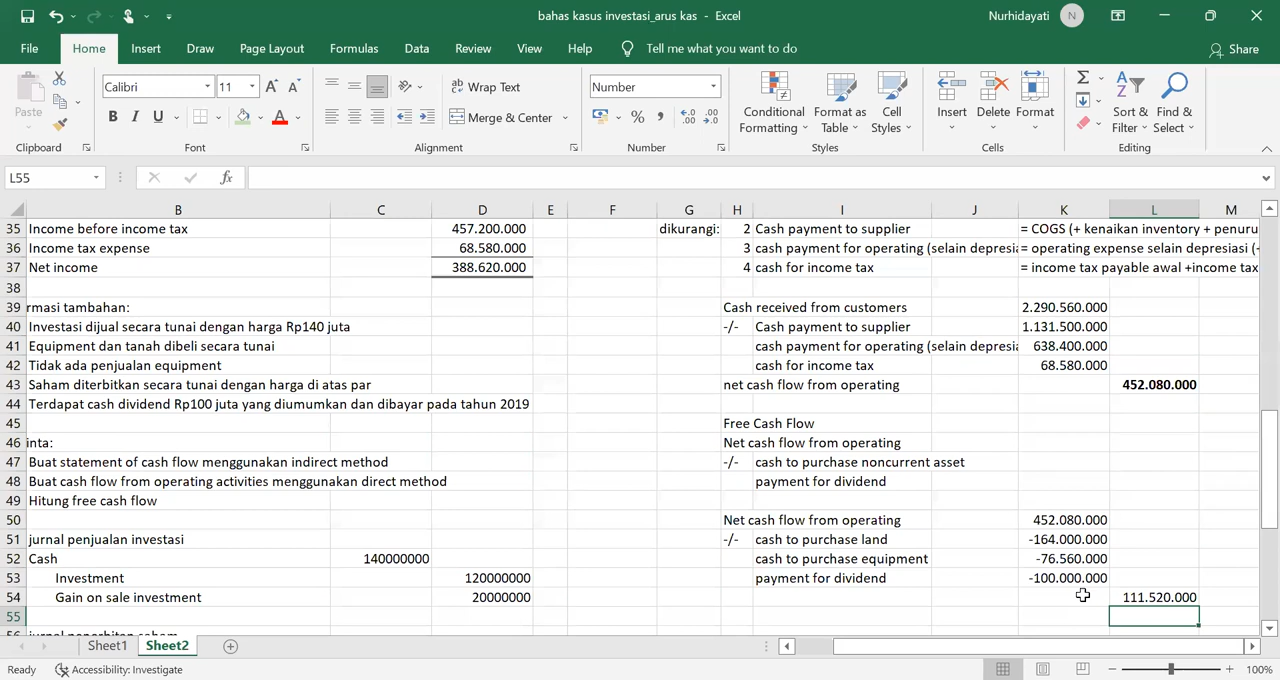 bahas kasus investasi_arus kas - Excel
Nurhidayati N
File Home Insert Draw Page Layout Formulas Data Review View Help Tell me what you want to do Share
Paste Calibri 11 Wrap Text Number Conditional Formatting Format as Table Cell Styles Insert Delete Format Sort & Filter Find & Select
B I U Merge & Center
Clipboard Font Alignment Number Styles Cells Editing
L55 fx
B C D E F G H I J K L M
35 Income before income tax 457.200.000 dikurangi: 2 Cash payment to supplier = COGS (+ kenaikan inventory + penuru
36 Income tax expense 68.580.000 3 cash payment for operating (selain depresia = operating expense selain depresiasi (-
37 Net income 388.620.000 4 cash for income tax = income tax payable awal +income tax
38
39 rmasi tambahan: Cash received from customers 2.290.560.000
40 Investasi dijual secara tunai dengan harga Rp140 juta -/- Cash payment to supplier 1.131.500.000
41 Equipment dan tanah dibeli secara tunai cash payment for operating (selain depresia 638.400.000
42 Tidak ada penjualan equipment cash for income tax 68.580.000
43 Saham diterbitkan secara tunai dengan harga di atas par net cash flow from operating 452.080.000
44 Terdapat cash dividend Rp100 juta yang diumumkan dan dibayar pada tahun 2019
45 Free Cash Flow
46 inta: Net cash flow from operating
47 Buat statement of cash flow menggunakan indirect method -/- cash to purchase noncurrent asset
48 Buat cash flow from operating activities menggunakan direct method payment for dividend
49 Hitung free cash flow
50 Net cash flow from operating 452.080.000
51 jurnal penjualan investasi -/- cash to purchase land -164.000.000
52 Cash 140000000 cash to purchase equipment -76.560.000
53 Investment 120000000 payment for dividend -100.000.000
54 Gain on sale investment 20000000 111.520.000
55
56 jurnal penerbitan saham
Sheet1 Sheet2
Ready Accessibility: Investigate 100%